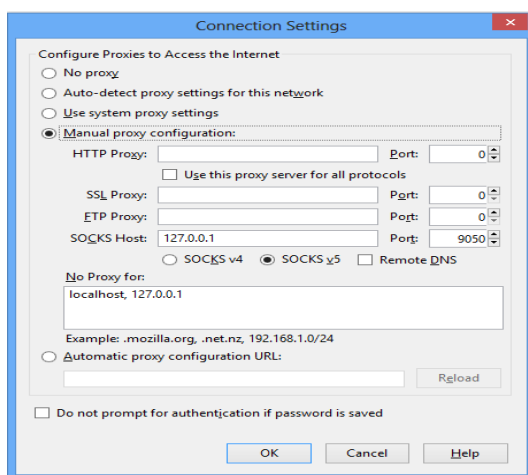 Connection Settings
Configure Proxies to Access the Internet
No proxy
Auto-detect proxy settings for this network
Use system proxy settings
Manual proxy configuration:
HTTP Proxy: Port: 0
Use this proxy server for all protocols
SSL Proxy: Port: 0
FTP Proxy: Port: 0
SOCKS Host: 127.0.0.1 Port: 9050
SOCKS v4 SOCKS v5 Remote DNS
No Proxy for:
localhost, 127.0.0.1
Example: .mozilla.org, .net.nz, 192.168.1.0/24
Automatic proxy configuration URL:
Reload
Do not prompt for authentication if password is saved
OK Cancel Help